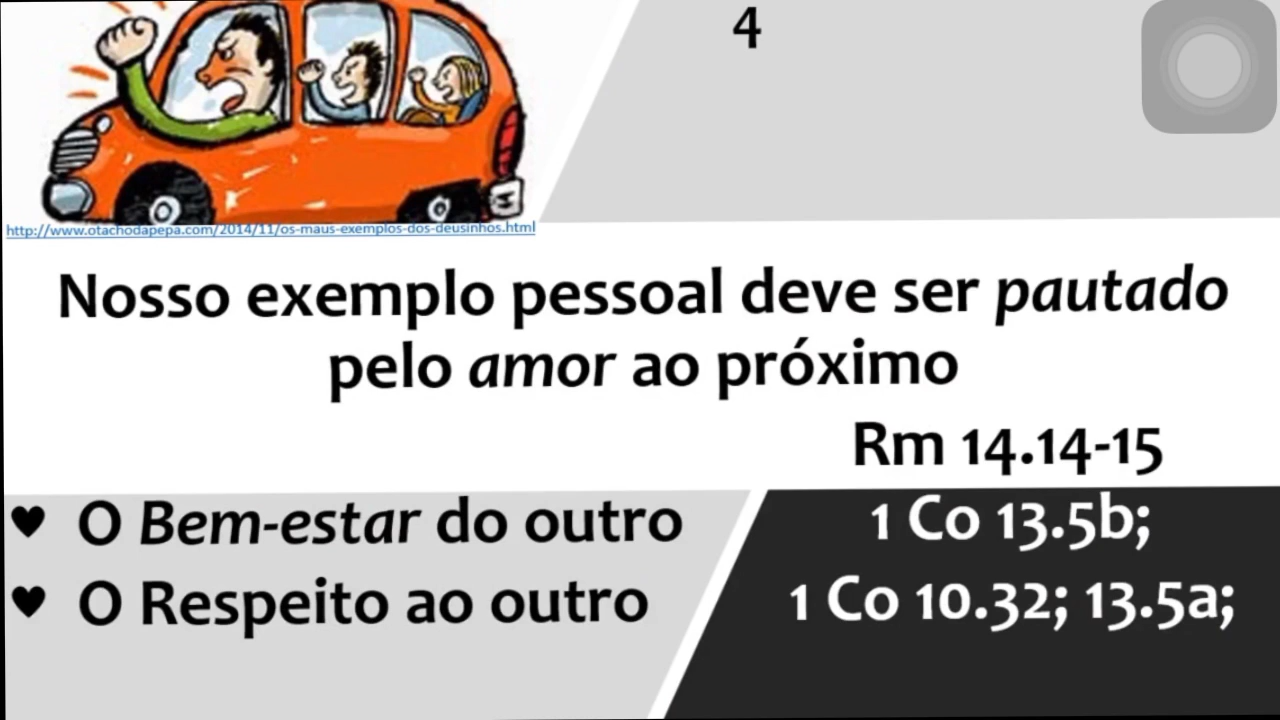 4
http://www.otachodapepa.com/2014/11/os-maus-exemplos-dos-deusinhos.html
Nosso exemplo pessoal deve ser pautado
pelo amor ao próximo
Rm 14.14-15
♥ O Bem-estar do outro 1 Co 13.5b;
♥ O Respeito ao outro 1 Co 10.32; 13.5a;